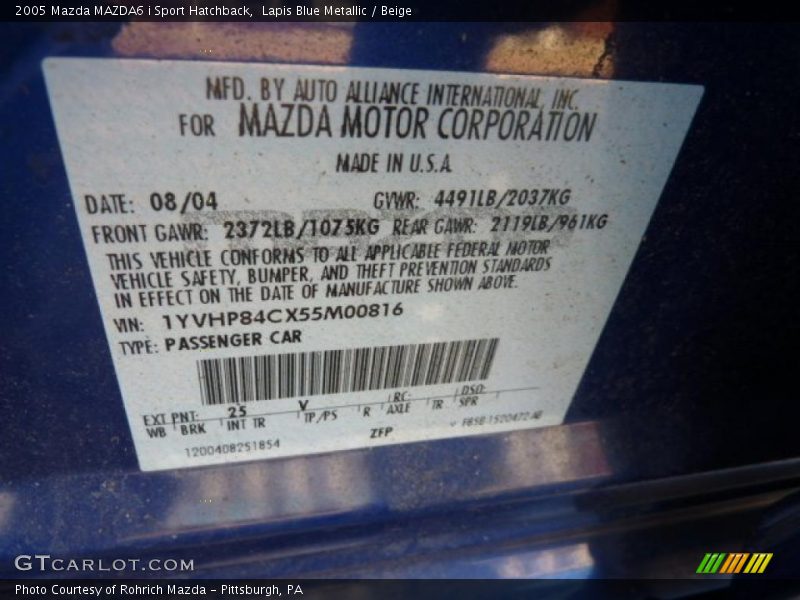 2005 Mazda MAZDA6 i Sport Hatchback,  Lapis Blue Metallic / Beige
MFD. BY AUTO ALLIANCE INTERNATIONAL, INC.
FOR MAZDA MOTOR CORPORATION
MADE IN U.S.A.
DATE: 08/04 GVWR: 4491LB/2037KG
FRONT GAWR: 2372LB/1075KG REAR GAWR: 2119LB/961KG
THIS VEHICLE CONFORMS TO ALL APPLICABLE FEDERAL MOTOR
VEHICLE SAFETY, BUMPER, AND THEFT PREVENTION STANDARDS
IN EFFECT ON THE DATE OF MANUFACTURE SHOWN ABOVE.
VIN: 1YVHP84CX55M00816
TYPE: PASSENGER CAR
EXT PNT: 25 V RC: DSO:
WB BRK INT TR TP/PS R AXLE TR SPR
ZFP
1200408251854
GTCARLOT.COM
Photo Courtesy of Rohrich Mazda - Pittsburgh, PA